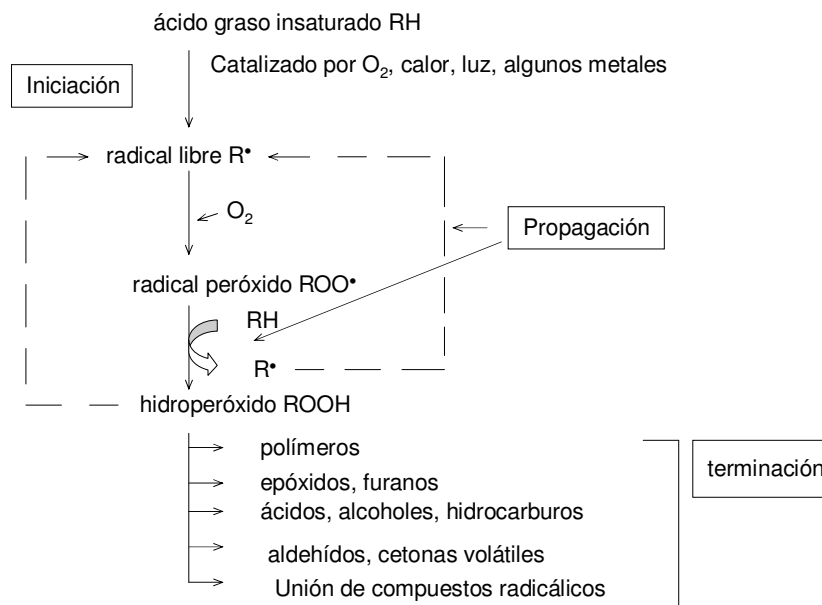 ácido graso insaturado RH
Catalizado por O₂, calor, luz, algunos metales
Iniciación
radical libre R•
O₂
Propagación
radical peróxido ROO•
RH
R•
hidroperóxido ROOH
polímeros
terminación
epóxidos, furanos
ácidos, alcoholes, hidrocarburos
aldehídos, cetonas volátiles
Unión de compuestos radicálicos